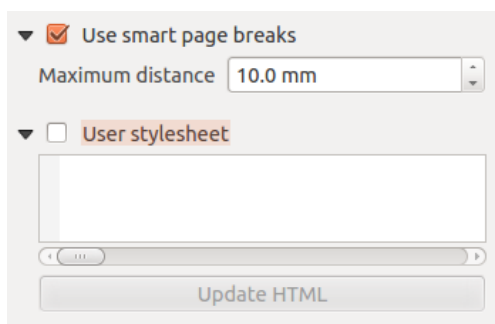 Use smart page breaks
Maximum distance 10.0 mm
User stylesheet
Update HTML